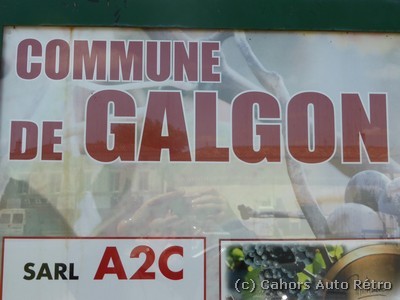 COMMUNE
DE GALGON
SARL A2C
(c) Cahors Auto Rétro